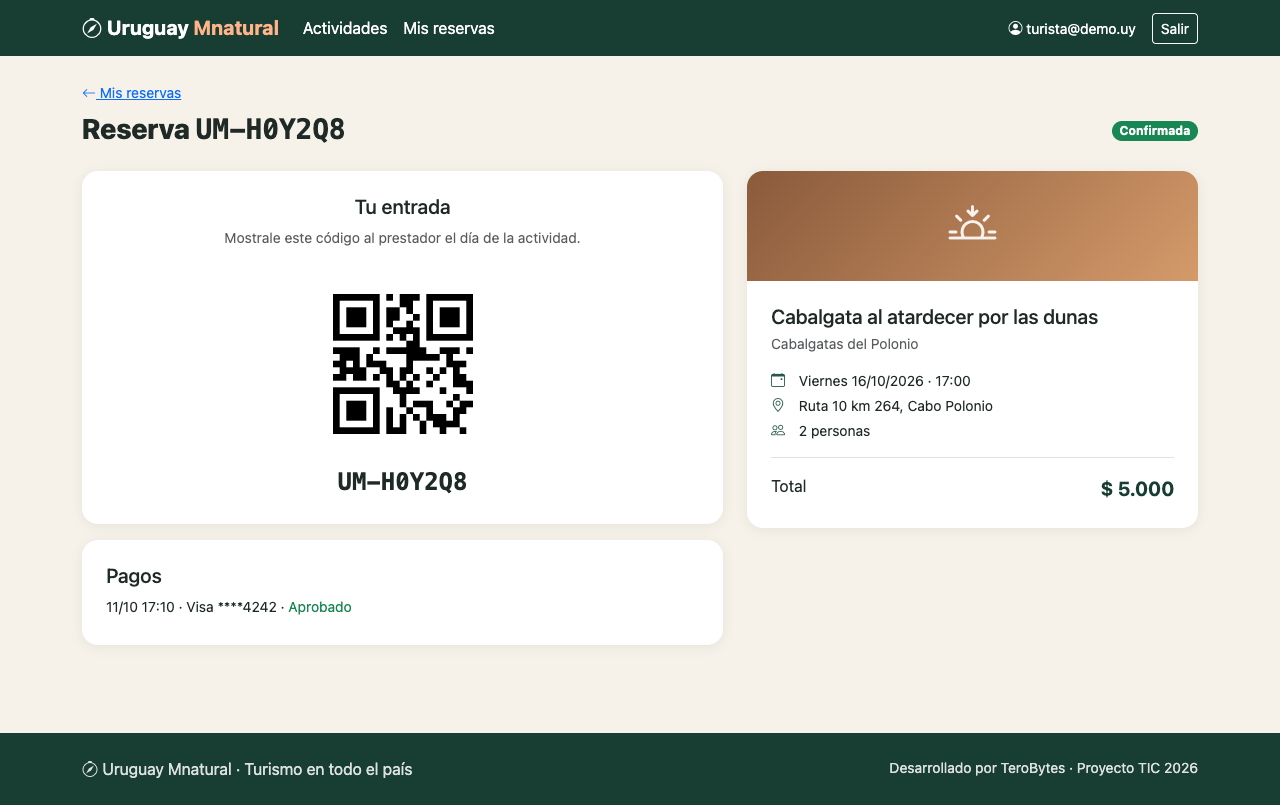 Uruguay Mnatural Actividades Mis reservas turista@demo.uy Salir
← Mis reservas
Reserva UM-H0Y2Q8 Confirmada
Tu entrada
Mostrale este código al prestador el día de la actividad.
UM-H0Y2Q8
Pagos
11/10 17:10 · Visa ****4242 · Aprobado
Cabalgata al atardecer por las dunas
Cabalgatas del Polonio
Viernes 16/10/2026 · 17:00
Ruta 10 km 264, Cabo Polonio
2 personas
Total $ 5.000
Uruguay Mnatural · Turismo en todo el país
Desarrollado por TeroBytes · Proyecto TIC 2026